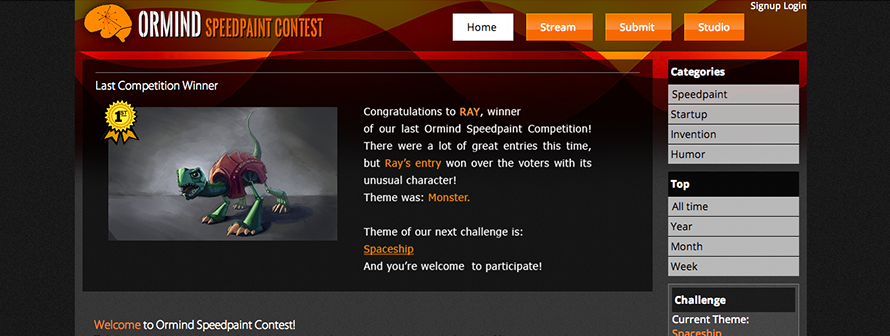 Signup Login
ORMIND SPEEDPAINT CONTEST
Home
Stream
Submit
Studio
Last Competition Winner
1ST
Congratulations to RAY, winner
of our last Ormind Speedpaint Competition!
There were a lot of great entries this time,
but Ray's entry won over the voters with its
unusual character!
Theme was: Monster.
Theme of our next challenge is:
Spaceship
And you're welcome to participate!
Welcome to Ormind Speedpaint Contest!
Categories
Speedpaint
Startup
Invention
Humor
Top
All time
Year
Month
Week
Challenge
Current Theme:
Spaceship